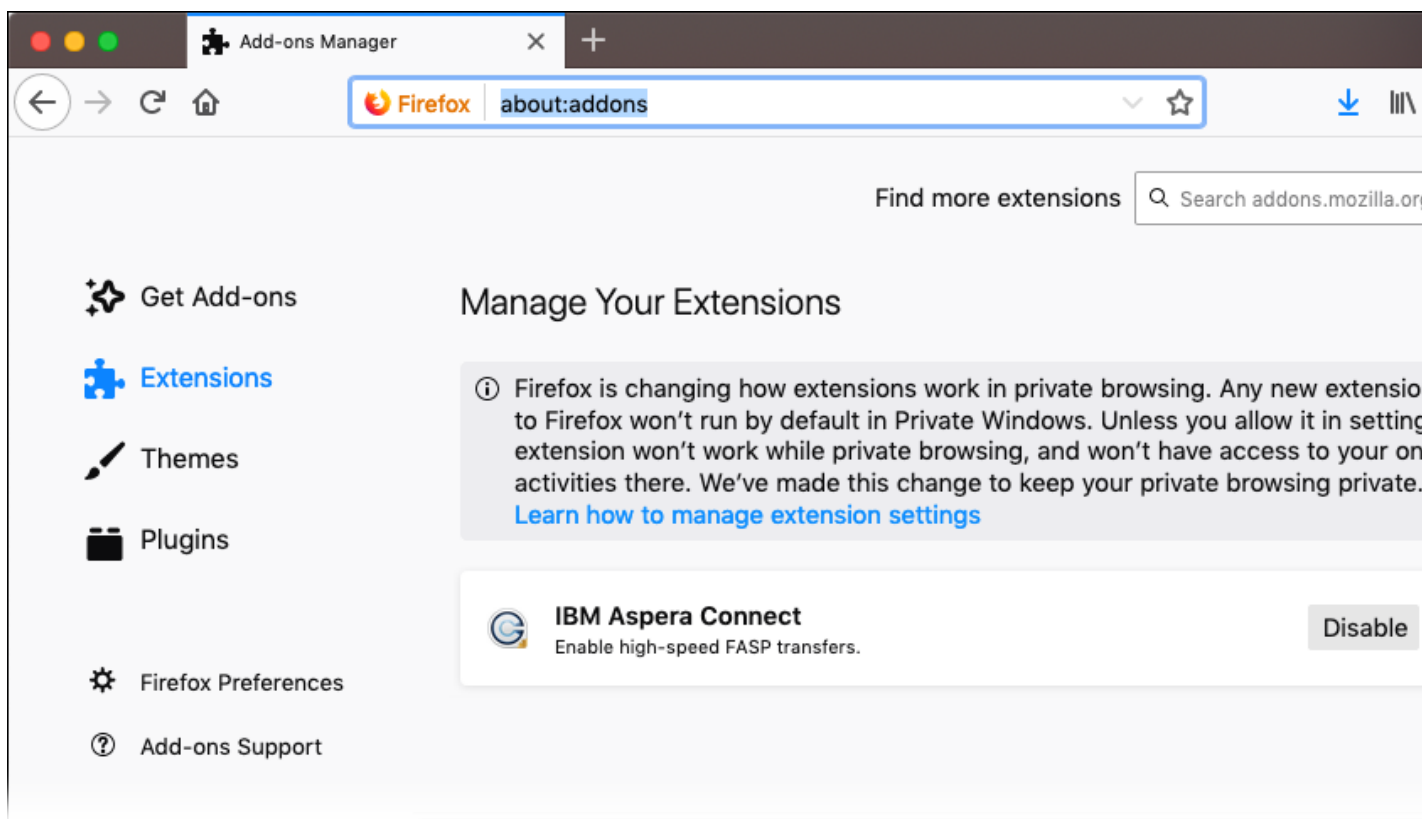 Add-ons Manager
Firefox about:addons
Find more extensions
Search addons.mozilla.org
Get Add-ons
Extensions
Themes
Plugins
Firefox Preferences
Add-ons Support
Manage Your Extensions
Firefox is changing how extensions work in private browsing. Any new
to Firefox won’t run by default in Private Windows. Unless you allow it in
extension won’t work while private browsing, and won’t have access to your
activities there. We’ve made this change to keep your private browsing private.
Learn how to manage extension settings
IBM Aspera Connect
Enable high-speed FASP transfers.
Disable